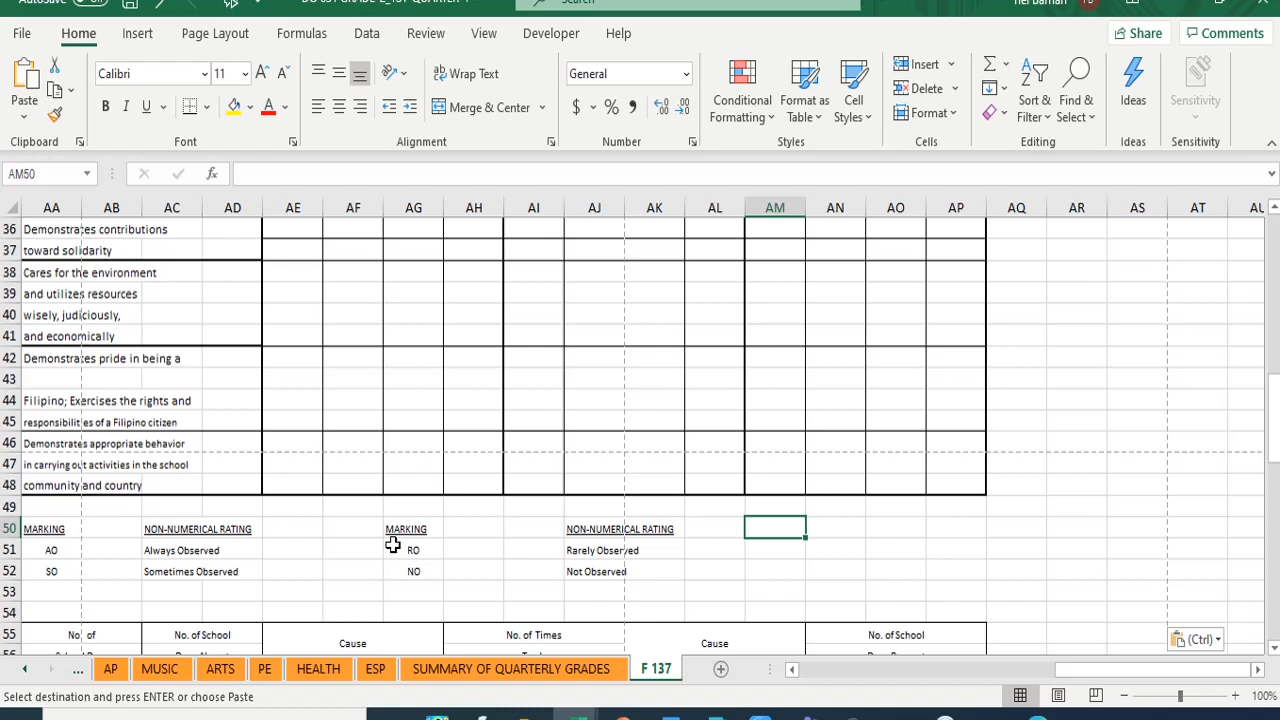 AutoSave Off
Search
File Home Insert Page Layout Formulas Data Review View Developer Help Share Comments
Paste
Calibri 11
Wrap Text
Merge & Center
General
$ % ,
Conditional Formatting
Format as Table
Cell Styles
Insert
Delete
Format
Sort & Filter
Find & Select
Ideas
Sensitivity
Clipboard Font Alignment Number Styles Cells Editing Ideas Sensitivity
AM50 fx
AA AB AC AD AE AF AG AH AI AJ AK AL AM AN AO AP AQ AR AS AT AU
36 Demonstrates contributions
37 toward solidarity
38 Cares for the environment
39 and utilizes resources
40 wisely, judiciously,
41 and economically
42 Demonstrates pride in being a
43
44 Filipino; Exercises the rights and
45 responsibilities of a Filipino citizen
46 Demonstrates appropriate behavior
47 in carrying out activities in the school
48 community and country
49
50 MARKING NON-NUMERICAL RATING MARKING NON-NUMERICAL RATING
51 AO Always Observed RO Rarely Observed
52 SO Sometimes Observed NO Not Observed
53
54
55 No. of No. of School Cause No. of Times Cause No. of School
56
(Ctrl)
... AP MUSIC ARTS PE HEALTH ESP SUMMARY OF QUARTERLY GRADES F 137
Select destination and press ENTER or choose Paste 100%